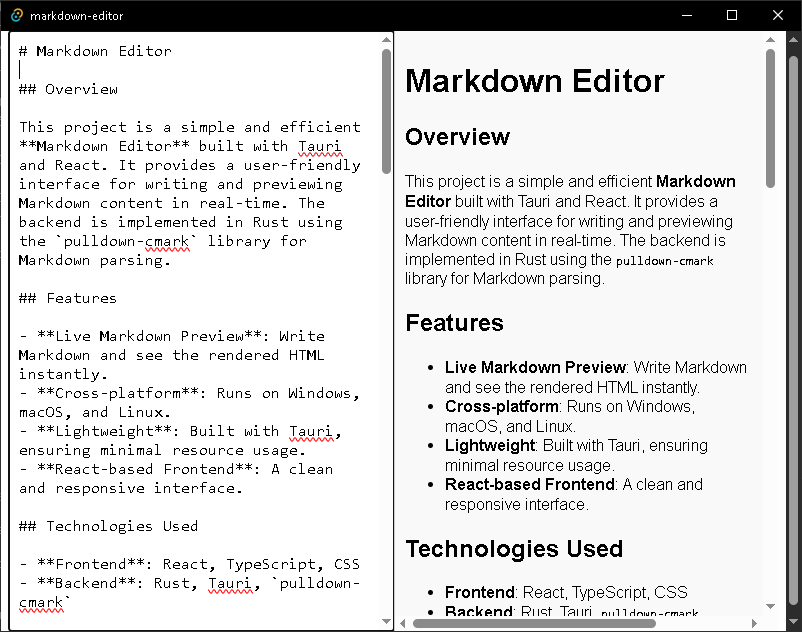 markdown-editor
# Markdown Editor
## Overview
This project is a simple and efficient
**Markdown Editor** built with Tauri
and React. It provides a user-friendly
interface for writing and previewing
Markdown content in real-time. The
backend is implemented in Rust using
the `pulldown-cmark` library for
Markdown parsing.
## Features
- **Live Markdown Preview**: Write
Markdown and see the rendered HTML
instantly.
- **Cross-platform**: Runs on Windows,
macOS, and Linux.
- **Lightweight**: Built with Tauri,
ensuring minimal resource usage.
- **React-based Frontend**: A clean
and responsive interface.
## Technologies Used
- **Frontend**: React, TypeScript, CSS
- **Backend**: Rust, Tauri, `pulldown-
cmark`
Markdown Editor
Overview
This project is a simple and efficient Markdown
Editor built with Tauri and React. It provides a
user-friendly interface for writing and previewing
Markdown content in real-time. The backend is
implemented in Rust using the pulldown-cmark
library for Markdown parsing.
Features
• Live Markdown Preview: Write Markdown
and see the rendered HTML instantly.
• Cross-platform: Runs on Windows,
macOS, and Linux.
• Lightweight: Built with Tauri, ensuring
minimal resource usage.
• React-based Frontend: A clean and
responsive interface.
Technologies Used
• Frontend: React, TypeScript, CSS
• Backend: Rust, Tauri, pulldown-cmark